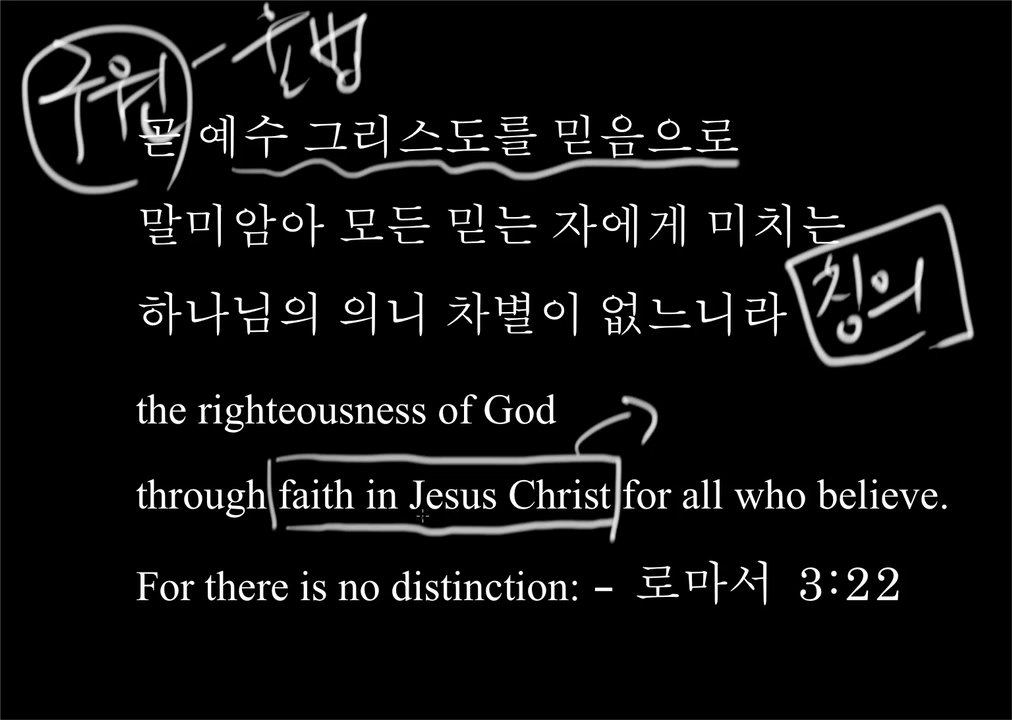 구원 - 율법
곧 예수 그리스도를 믿음으로
말미암아 모든 믿는 자에게 미치는
하나님의 의니 차별이 없느니라
칭의
the righteousness of God
through faith in Jesus Christ for all who believe.
For there is no distinction: - 로마서 3:22